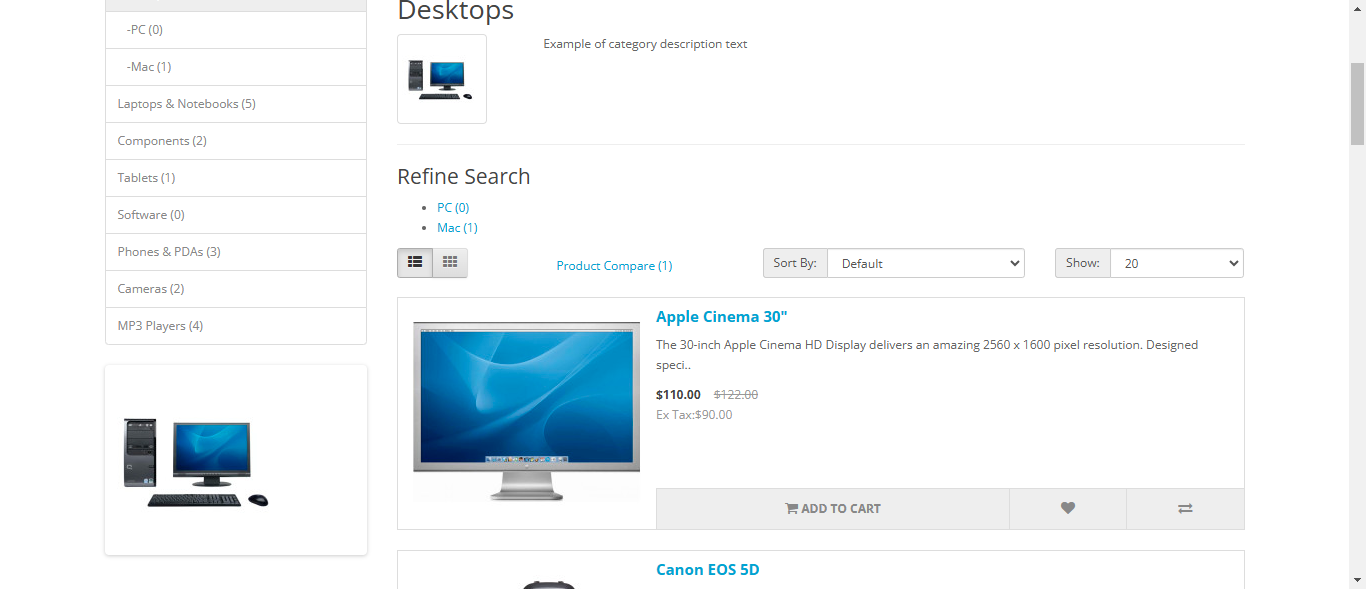 Desktops
-PC (0)
-Mac (1)
Laptops & Notebooks (5)
Components (2)
Tablets (1)
Software (0)
Phones & PDAs (3)
Cameras (2)
MP3 Players (4)
Example of category description text
Refine Search
PC (0)
Mac (1)
Product Compare (1)
Sort By:
Default
Show:
20
Apple Cinema 30"
The 30-inch Apple Cinema HD Display delivers an amazing 2560 x 1600 pixel resolution. Designed
speci..
$110.00 $122.00
Ex Tax:$90.00
ADD TO CART
Canon EOS 5D